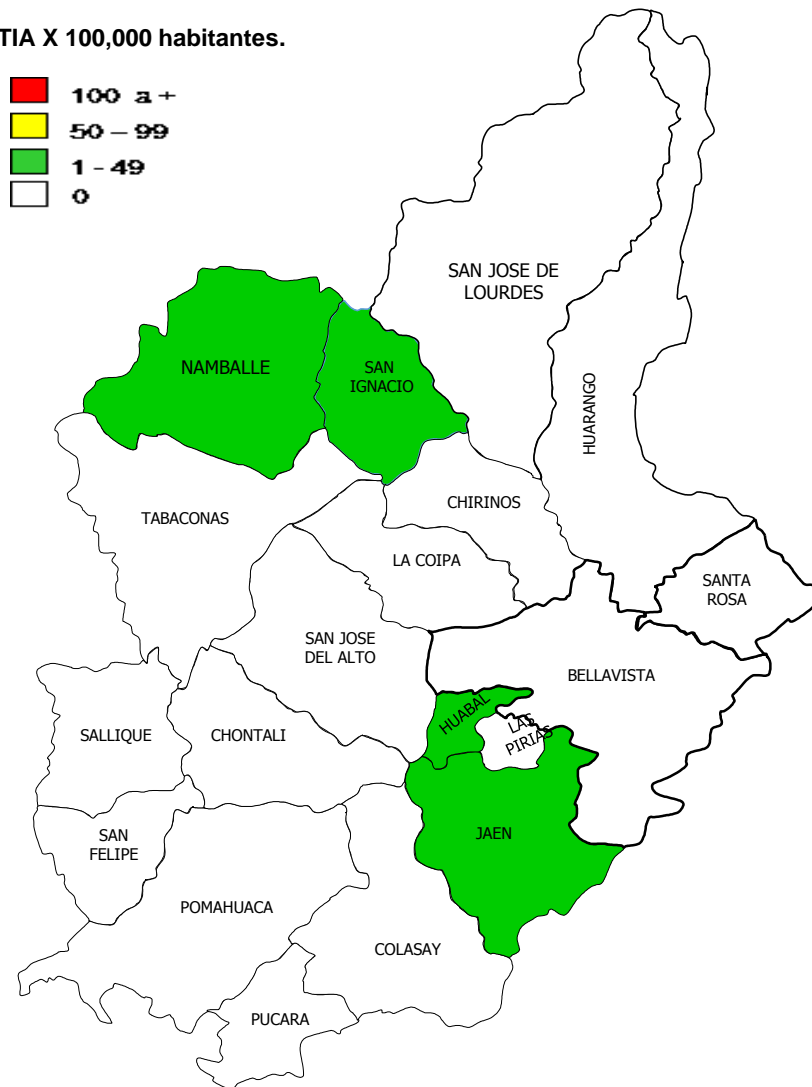 TIA X 100,000 habitantes.
100 a +
50 – 99
1 - 49
0
SAN JOSE DE
LOURDES
NAMBALLE
SAN
IGNACIO
HUARANGO
TABACONAS
CHIRINOS
LA COIPA
SANTA
ROSA
SAN JOSE
DEL ALTO
BELLAVISTA
HUABAL
LAS
PIRIAS
SALLIQUE
CHONTALI
SAN
FELIPE
JAEN
POMAHUACA
COLASAY
PUCARA